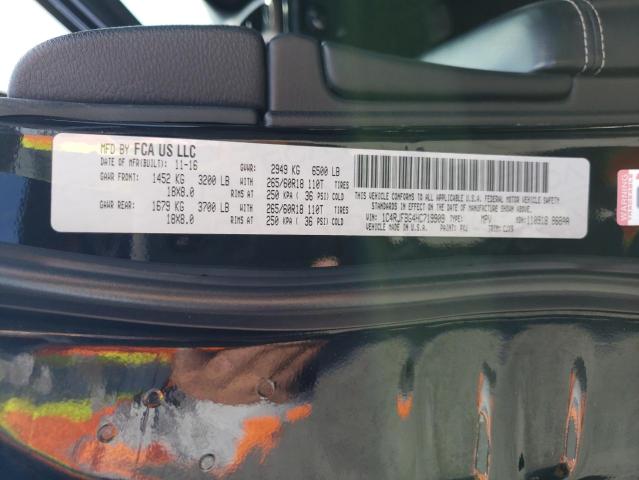 MFD BY FCA US LLC
DATE OF MFR(BUILT): 11-16 GVWR: 2949 KG 6500 LB
GAWR FRONT: 1452 KG 3200 LB WITH 265/60R18 110T TIRES
18X8.0 RIMS AT 250 KPA ( 36 PSI) COLD
GAWR REAR: 1679 KG 3700 LB WITH 265/60R18 110T TIRES
18X8.0 RIMS AT 250 KPA ( 36 PSI) COLD
THIS VEHICLE CONFORMS TO ALL APPLICABLE U.S.A. FEDERAL MOTOR VEHICLE SAFETY
STANDARDS IN EFFECT ON THE DATE OF MANUFACTURE SHOWN ABOVE.
VIN: 1C4RJFBG4HC719909 TYPE: MPV MDH:
VEHICLE MADE IN U.S.A. PAINT: TRIM:
WARNING